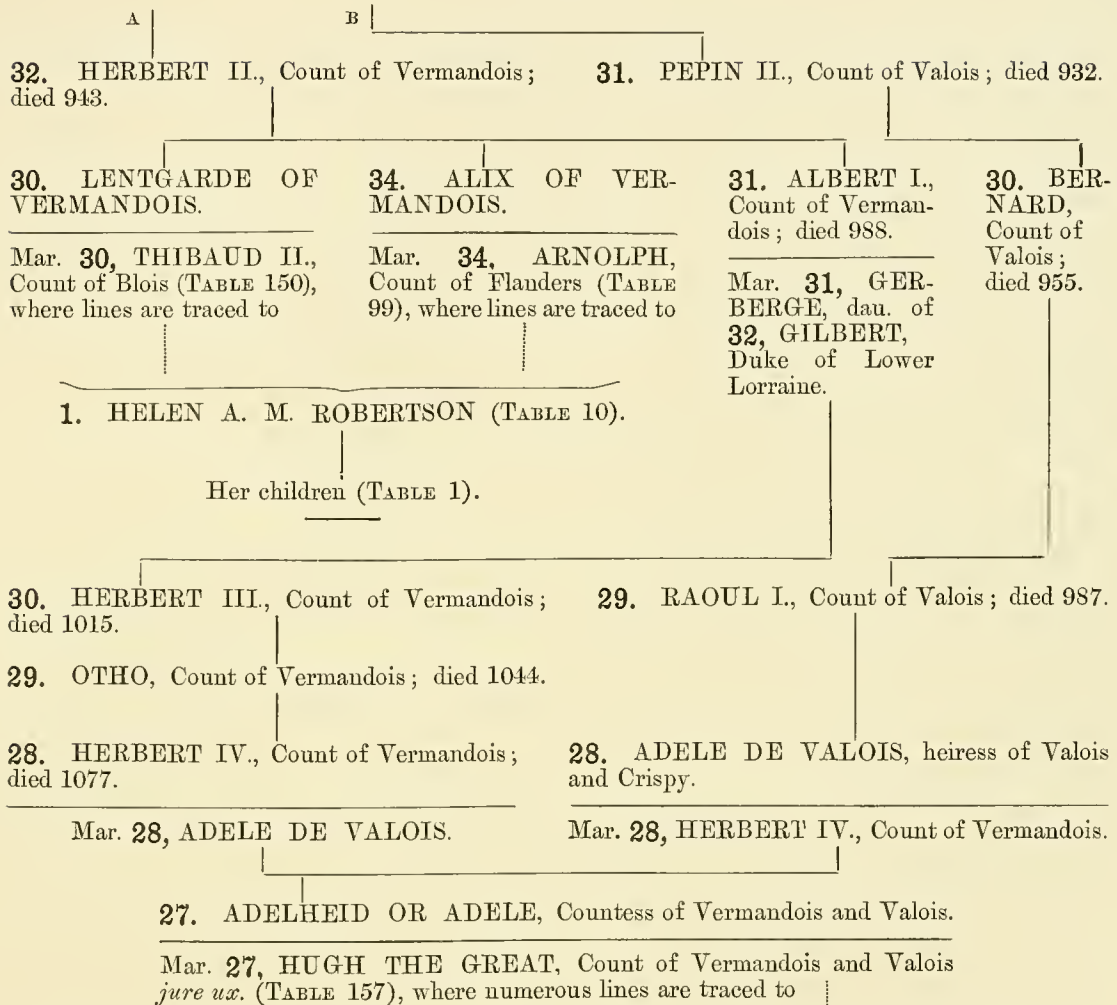 A
B
32. HERBERT II., Count of Vermandois;
died 943.
31. PEPIN II., Count of Valois; died 932.
30. LENTGARDE OF
VERMANDOIS.
Mar. 30, THIBAUD II.,
Count of Blois (TABLE 150),
where lines are traced to
34. ALIX OF VER-
MANDOIS.
Mar. 34, ARNOLPH,
Count of Flanders (TABLE
99), where lines are traced to
31. ALBERT I.,
Count of Verman-
dois; died 988.
Mar. 31, GER-
BERGE, dau. of
32, GILBERT,
Duke of Lower
Lorraine.
30. BER-
NARD,
Count of
Valois;
died 955.
1. HELEN A. M. ROBERTSON (TABLE 10).
Her children (TABLE 1).
30. HERBERT III., Count of Vermandois;
died 1015.
29. RAOUL I., Count of Valois; died 987.
29. OTHO, Count of Vermandois; died 1044.
28. HERBERT IV., Count of Vermandois;
died 1077.
Mar. 28, ADELE DE VALOIS.
28. ADELE DE VALOIS, heiress of Valois
and Crispy.
Mar. 28, HERBERT IV., Count of Vermandois.
27. ADELHEID OR ADELE, Countess of Vermandois and Valois.
Mar. 27, HUGH THE GREAT, Count of Vermandois and Valois
jure ux. (TABLE 157), where numerous lines are traced to